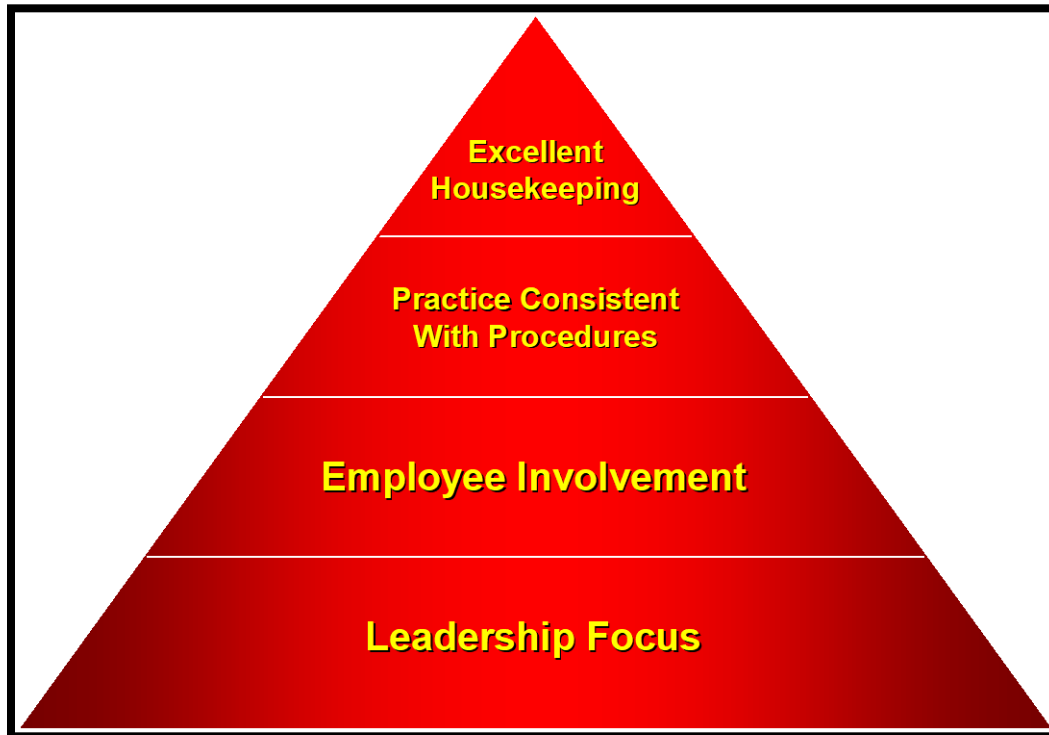 Excellent
Housekeeping
Practice Consistent
With Procedures
Employee Involvement
Leadership Focus